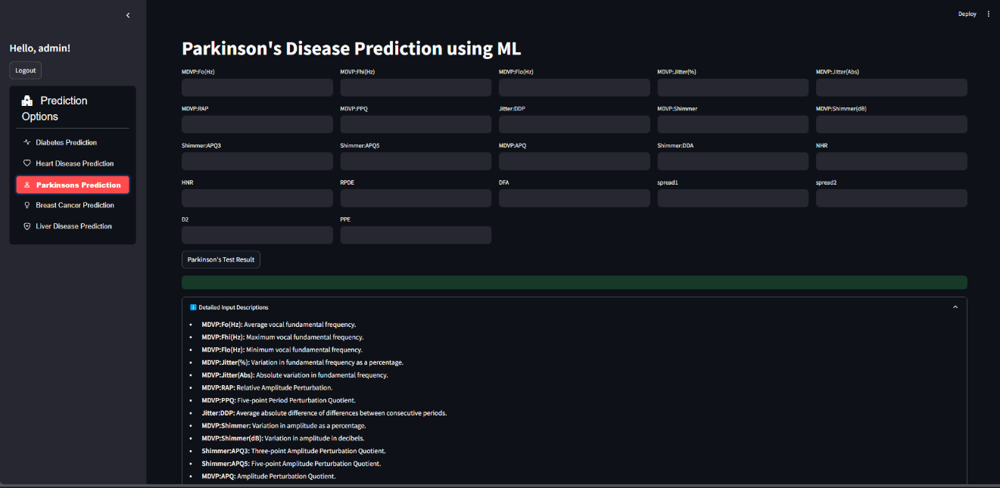 Deploy
Hello, admin!
Logout
Prediction
Options
Diabetes Prediction
Heart Disease Prediction
Parkinsons Prediction
Breast Cancer Prediction
Liver Disease Prediction
Parkinson's Disease Prediction using ML
MDVP:Fo(Hz) MDVP:Fhi(Hz) MDVP:Flo(Hz) MDVP:Jitter(%) MDVP:Jitter(Abs)
MDVP:RAP MDVP:PPQ Jitter:DDP MDVP:Shimmer MDVP:Shimmer(dB)
Shimmer:APQ3 Shimmer:APQ5 MDVP:APQ Shimmer:DDA NHR
HNR RPDE DFA spread1 spread2
D2 PPE
Parkinson's Test Result
Detailed Input Descriptions
• MDVP:Fo(Hz): Average vocal fundamental frequency.
• MDVP:Fhi(Hz): Maximum vocal fundamental frequency.
• MDVP:Flo(Hz): Minimum vocal fundamental frequency.
• MDVP:Jitter(%): Variation in fundamental frequency as a percentage.
• MDVP:Jitter(Abs): Absolute variation in fundamental frequency.
• MDVP:RAP: Relative Amplitude Perturbation.
• MDVP:PPQ: Five-point Period Perturbation Quotient.
• Jitter:DDP: Average absolute difference of differences between consecutive periods.
• MDVP:Shimmer: Variation in amplitude as a percentage.
• MDVP:Shimmer(dB): Variation in amplitude in decibels.
• Shimmer:APQ3: Three-point Amplitude Perturbation Quotient.
• Shimmer:APQ5: Five-point Amplitude Perturbation Quotient.
• MDVP:APQ: Amplitude Perturbation Quotient.